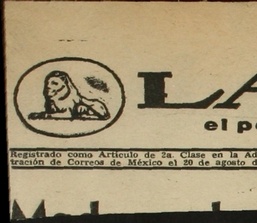 LA
el p
Registrado como Artículo de 2a. Clase en la Ad
tración de Correos de México el 20 de agosto d